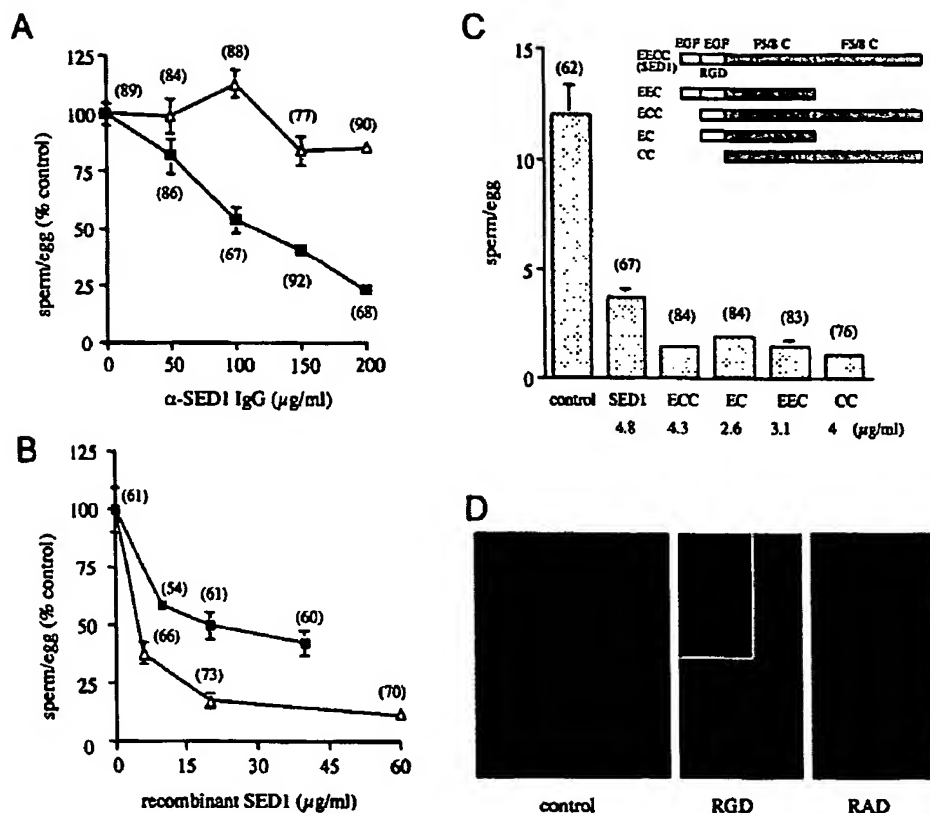 A
sperm/egg (% control)
125
100
75
50
25
0
(89)
(84)
(88)
(77)
(90)
(86)
(67)
(92)
(68)
0 50 100 150 200
α-SED1 IgG (µg/ml)
B
sperm/egg (% control)
125
100
75
50
25
0
(61)
(54)
(61)
(60)
(66)
(73)
(70)
0 15 30 45 60
recombinant SED1 (µg/ml)
C
sperm/egg
15
10
5
0
(62)
(67)
(84)
(84)
(83)
(76)
control SED1 ECC EC EEC CC
4.8 4.3 2.6 3.1 4 (µg/ml)
EGF EGF F5/8 C F5/8 C
EECC
(SED1)
RGD
EEC
ECC
EC
CC
D
control RGD RAD